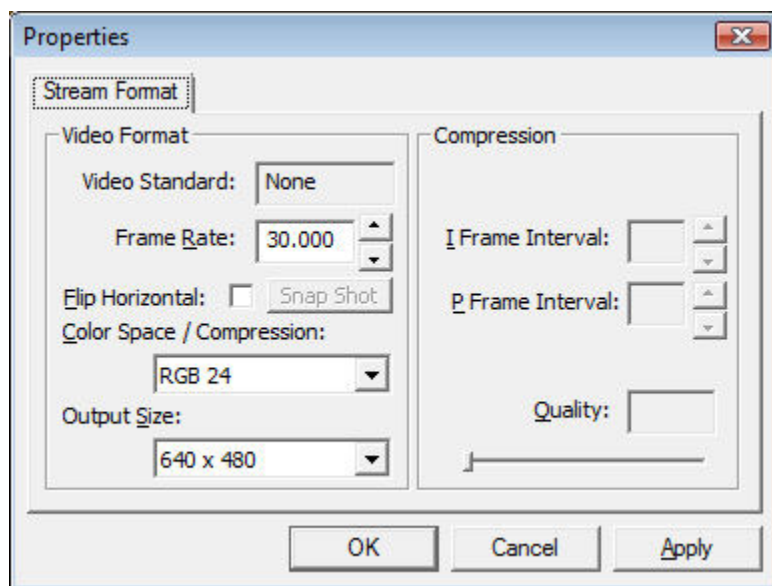 Properties
Stream Format
Video Format
Video Standard: None
Frame Rate: 30.000
Flip Horizontal: Snap Shot
Color Space / Compression:
RGB 24
Output Size:
640 x 480
Compression
I Frame Interval:
P Frame Interval:
Quality:
OK Cancel Apply